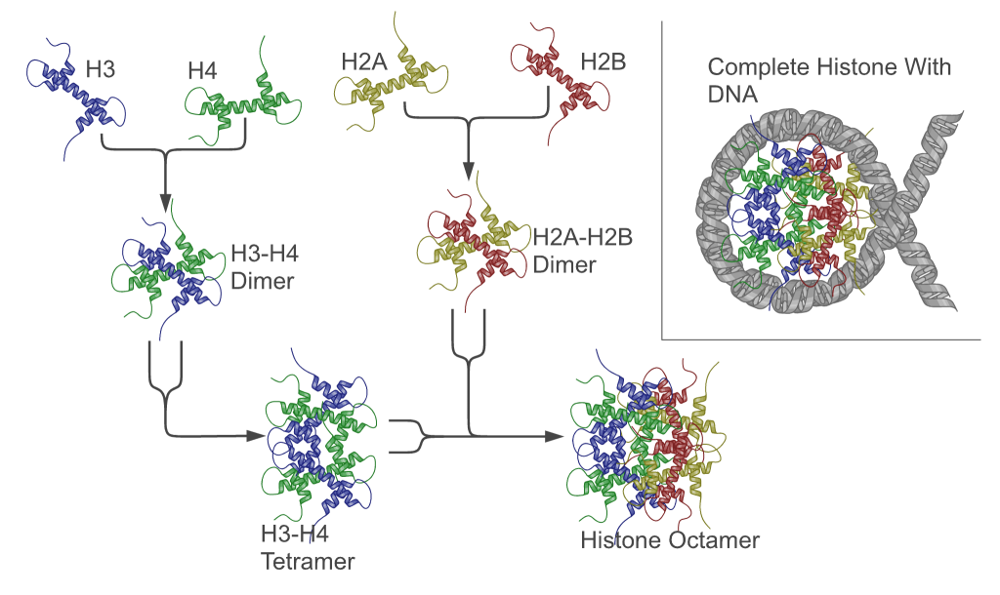 H3
H4
H2A
H2B
Complete Histone With
DNA
H3-H4
Dimer
H2A-H2B
Dimer
H3-H4
Tetramer
Histone Octamer